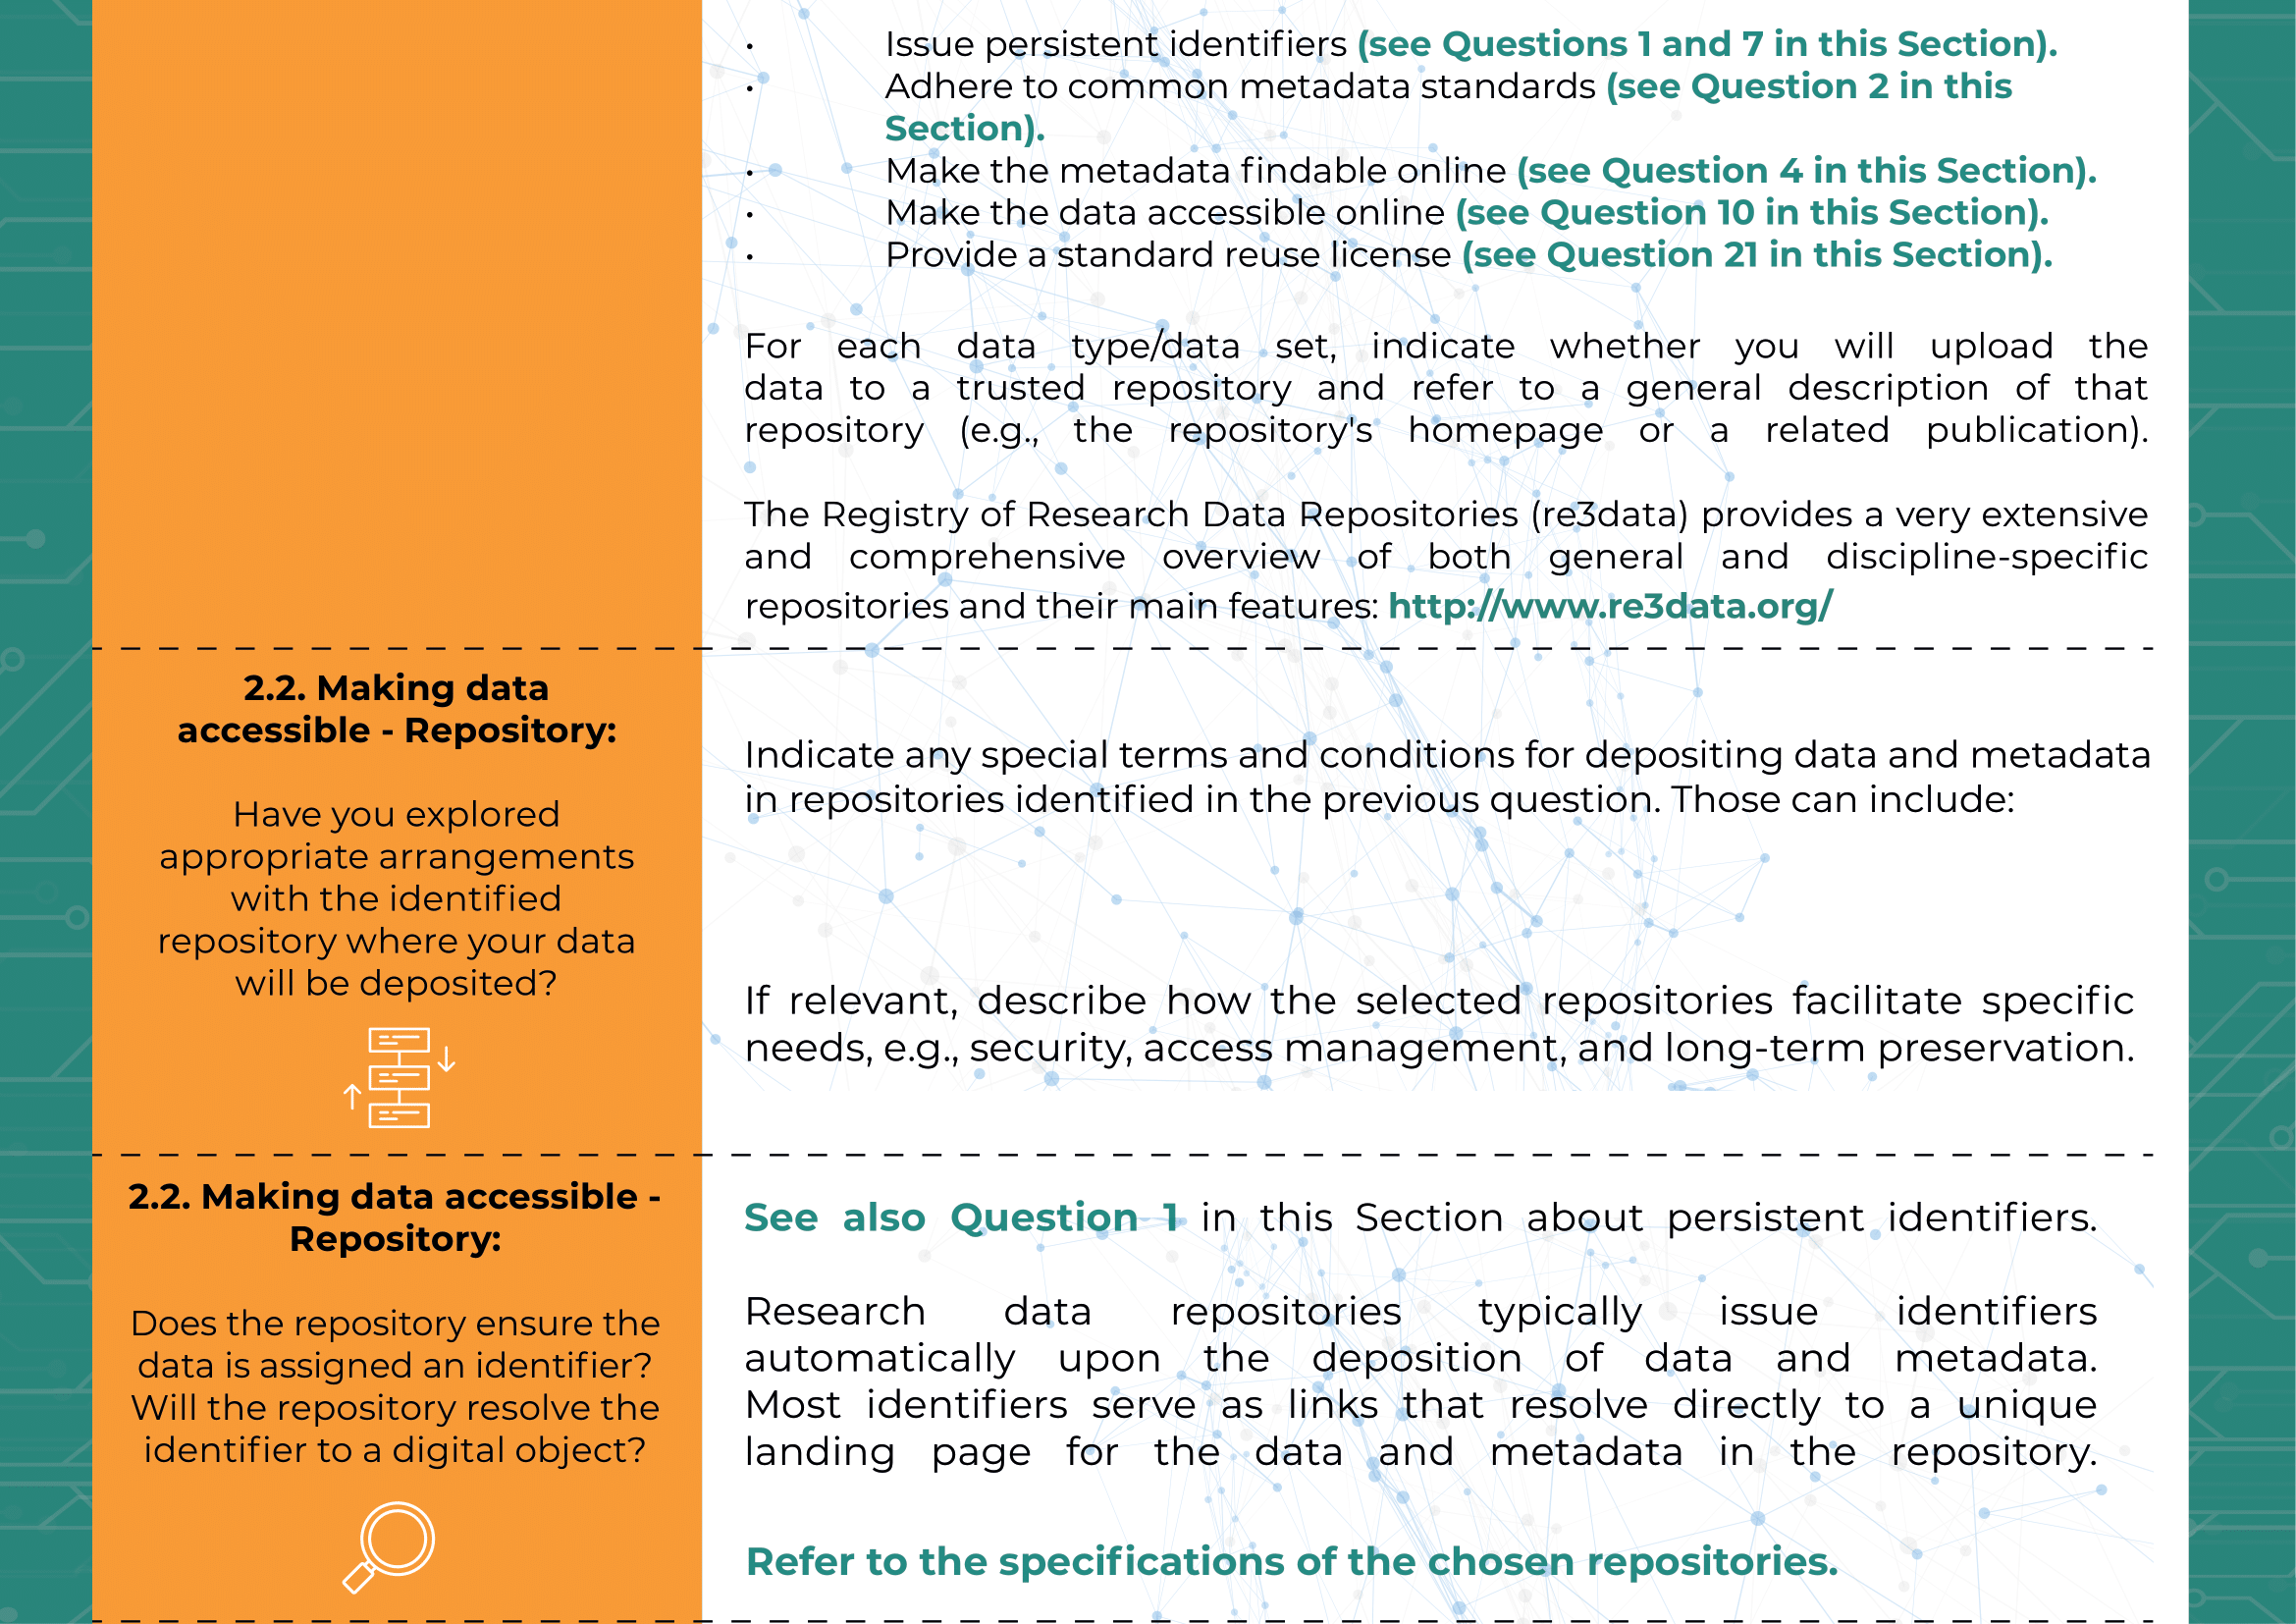 • Issue persistent identifiers (see Questions 1 and 7 in this Section).
• Adhere to common metadata standards (see Question 2 in this
Section).
• Make the metadata findable online (see Question 4 in this Section).
• Make the data accessible online (see Question 10 in this Section).
• Provide a standard reuse license (see Question 21 in this Section).
For each data type/data set, indicate whether you will upload the
data to a trusted repository and refer to a general description of that
repository (e.g., the repository's homepage or a related publication).
The Registry of Research Data Repositories (re3data) provides a very extensive
and comprehensive overview of both general and discipline-specific
repositories and their main features: http://www.re3data.org/
2.2. Making data
accessible - Repository:
Have you explored
appropriate arrangements
with the identified
repository where your data
will be deposited?
Indicate any special terms and conditions for depositing data and metadata
in repositories identified in the previous question. Those can include:
If relevant, describe how the selected repositories facilitate specific
needs, e.g., security, access management, and long-term preservation.
2.2. Making data accessible -
Repository:
Does the repository ensure the
data is assigned an identifier?
Will the repository resolve the
identifier to a digital object?
See also Question 1 in this Section about persistent identifiers.
Research data repositories typically issue identifiers
automatically upon the deposition of data and metadata.
Most identifiers serve as links that resolve directly to a unique
landing page for the data and metadata in the repository.
Refer to the specifications of the chosen repositories.